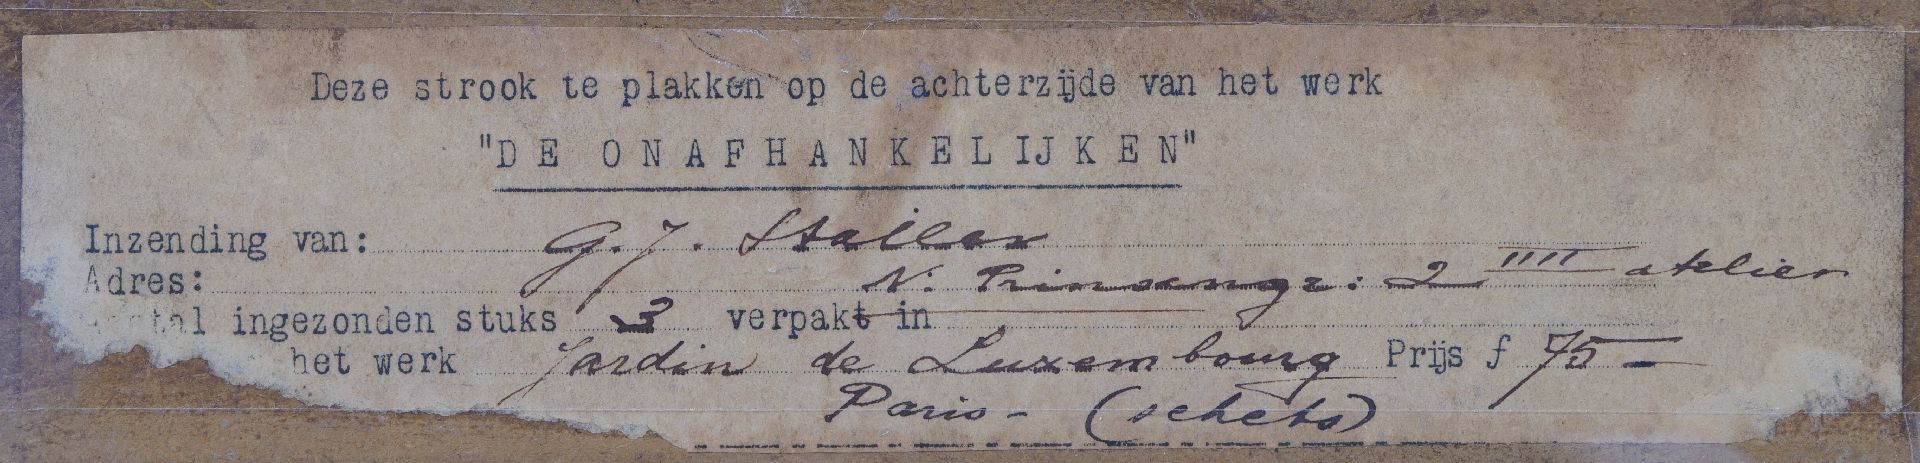 Deze strook te plakken op de achterzijde van het werk
"DE ONAFHANKELIJKEN"
Inzending van: G. J. Staller
Adres: N. Prinsengr: 2 IIII atelier
tal ingezonden stuks 3 verpakt in
het werk Jardin de Luxembourg Prijs f 75 -
Paris - (schets)